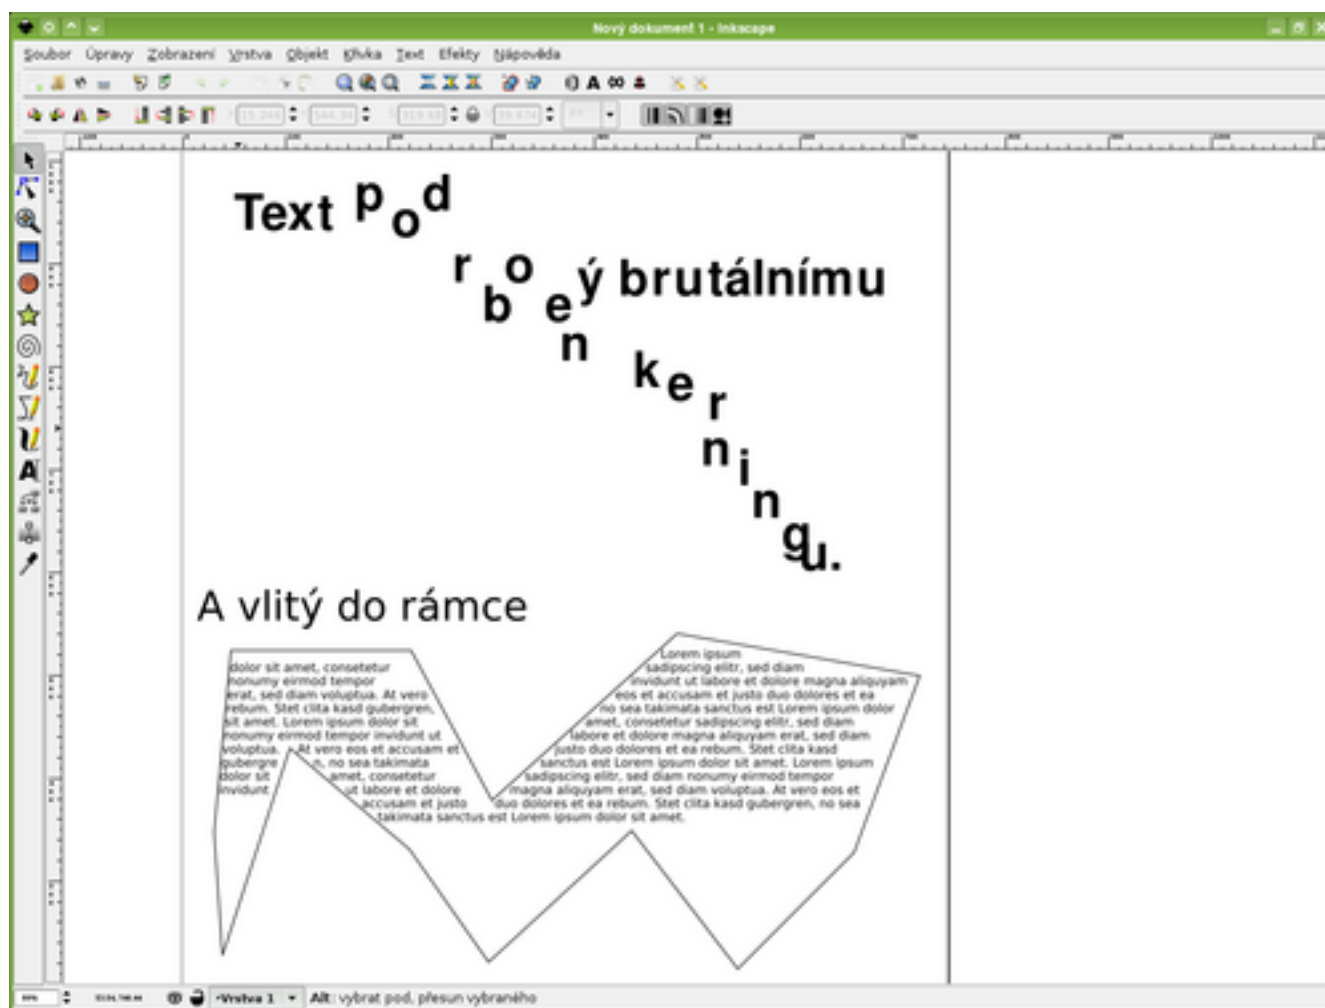 Nový dokument 1 - Inkscape
Soubor Úpravy Zobrazení Vrstva Objekt Křivka Text Efekty Nápověda
Text pod
robený brutálnímu
kerningu.
A vlitý do rámce
Lorem ipsum
dolor sit amet, consetetur sadipscing elitr, sed diam
nonumy eirmod tempor invidunt ut labore et dolore magna aliquyam
erat, sed diam voluptua. At vero eos et accusam et justo duo dolores et ea
rebum. Stet clita kasd gubergren, no sea takimata sanctus est Lorem ipsum dolor
sit amet. Lorem ipsum dolor sit amet, consetetur sadipscing elitr, sed diam
nonumy eirmod tempor invidunt ut labore et dolore magna aliquyam erat, sed diam
voluptua. At vero eos et accusam et justo duo dolores et ea rebum. Stet clita kasd
gubergre n, no sea takimata sanctus est Lorem ipsum dolor sit amet. Lorem ipsum
dolor sit amet, consetetur sadipscing elitr, sed diam nonumy eirmod tempor
invidunt ut labore et dolore magna aliquyam erat, sed diam voluptua. At vero eos et
accusam et justo duo dolores et ea rebum. Stet clita kasd gubergren, no sea
takimata sanctus est Lorem ipsum dolor sit amet.
Vrstva 1 Alt: vybrat pod, přesun vybraného